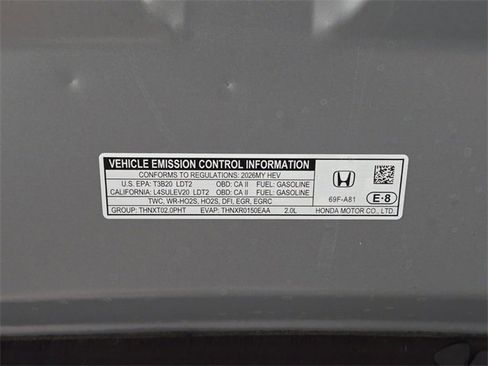 VEHICLE EMISSION CONTROL INFORMATION
CONFORMS TO REGULATIONS: 2026MY HEV
U.S. EPA: T3B20 LDT2 OBD: CA II FUEL: GASOLINE
CALIFORNIA: L4SULEV20 LDT2 OBD: CA II FUEL: GASOLINE
TWC, WR-HO2S, HO2S, DFI, EGR, EGRC
GROUP: THNXT02.0PHT EVAP: THNXR0150EAA 2.0L
69F-A81 E•8
HONDA MOTOR CO., LTD.